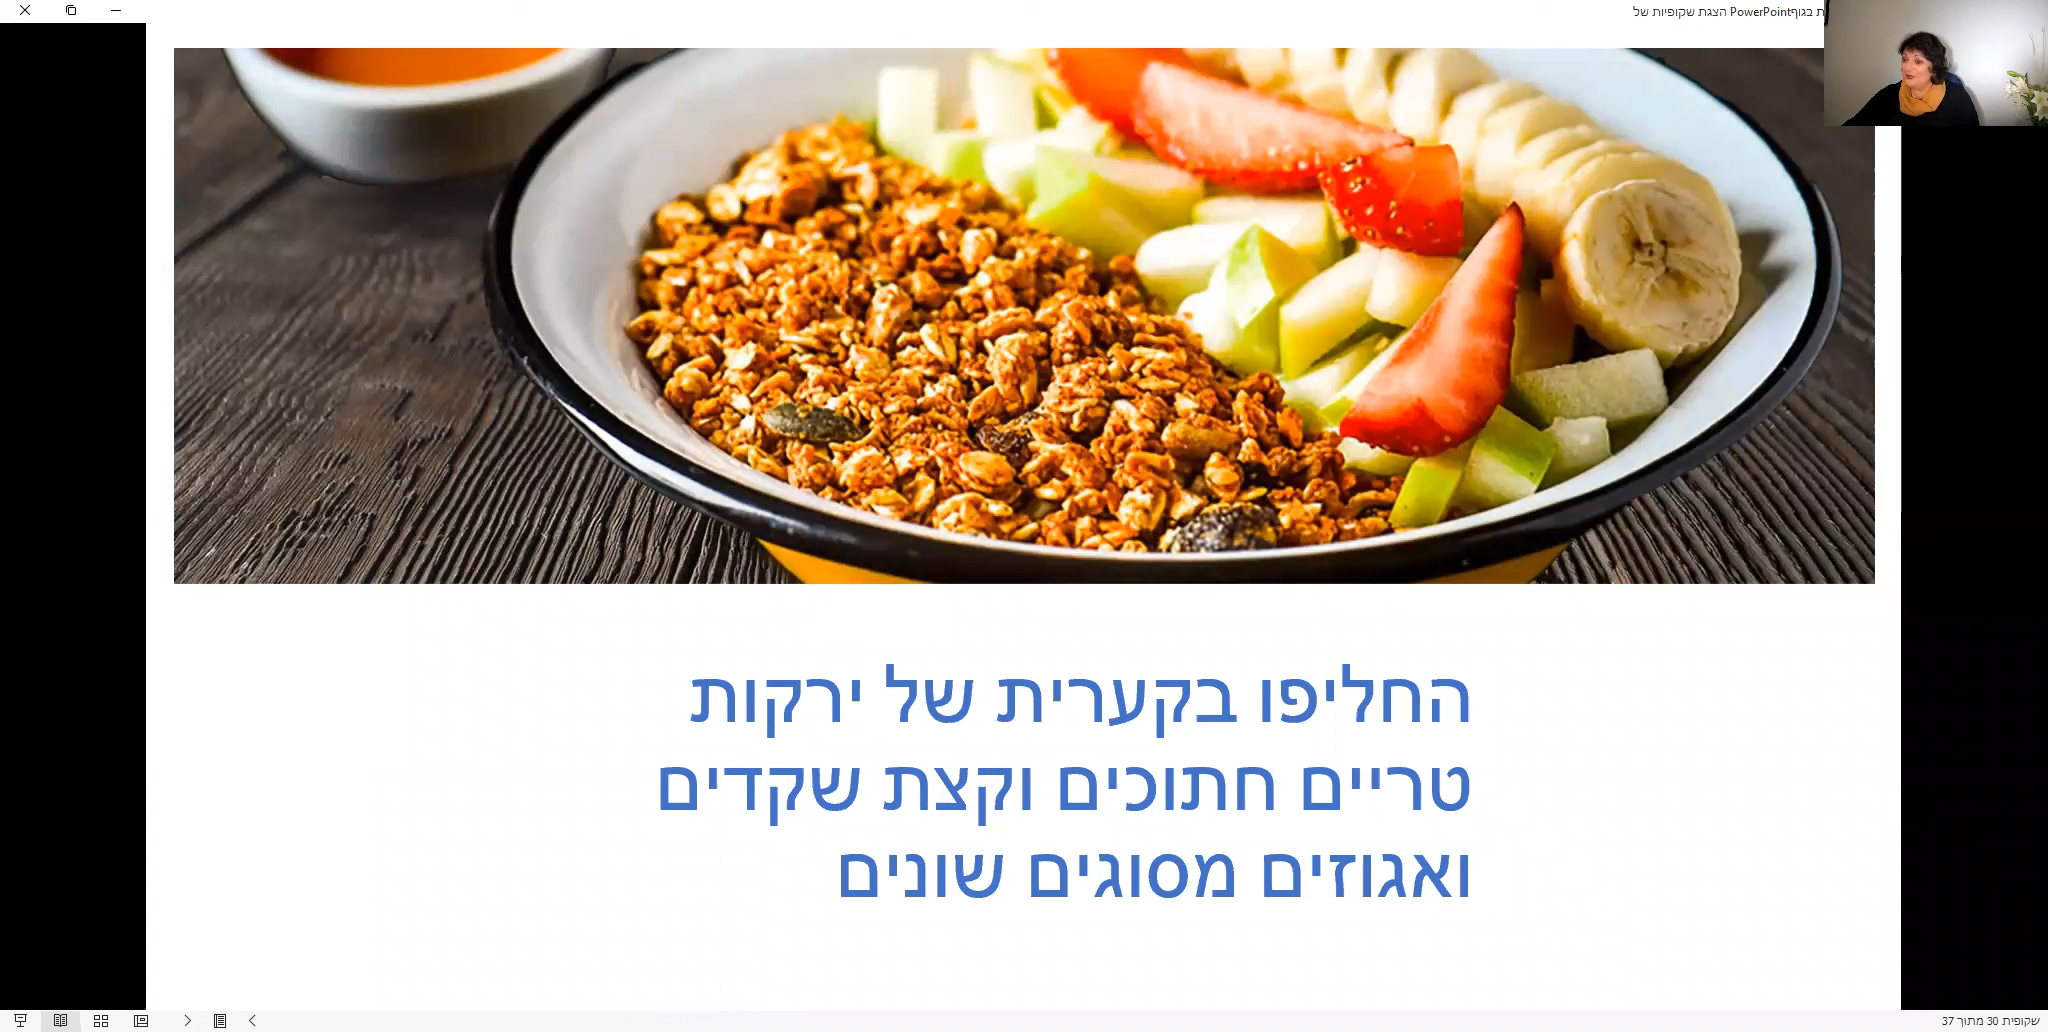 הצגת שקופיות של PowerPoint
החליפו בקערית של ירקות
טריים חתוכים וקצת שקדים
ואגוזים מסוגים שונים
שקופית 30 מתוך 37